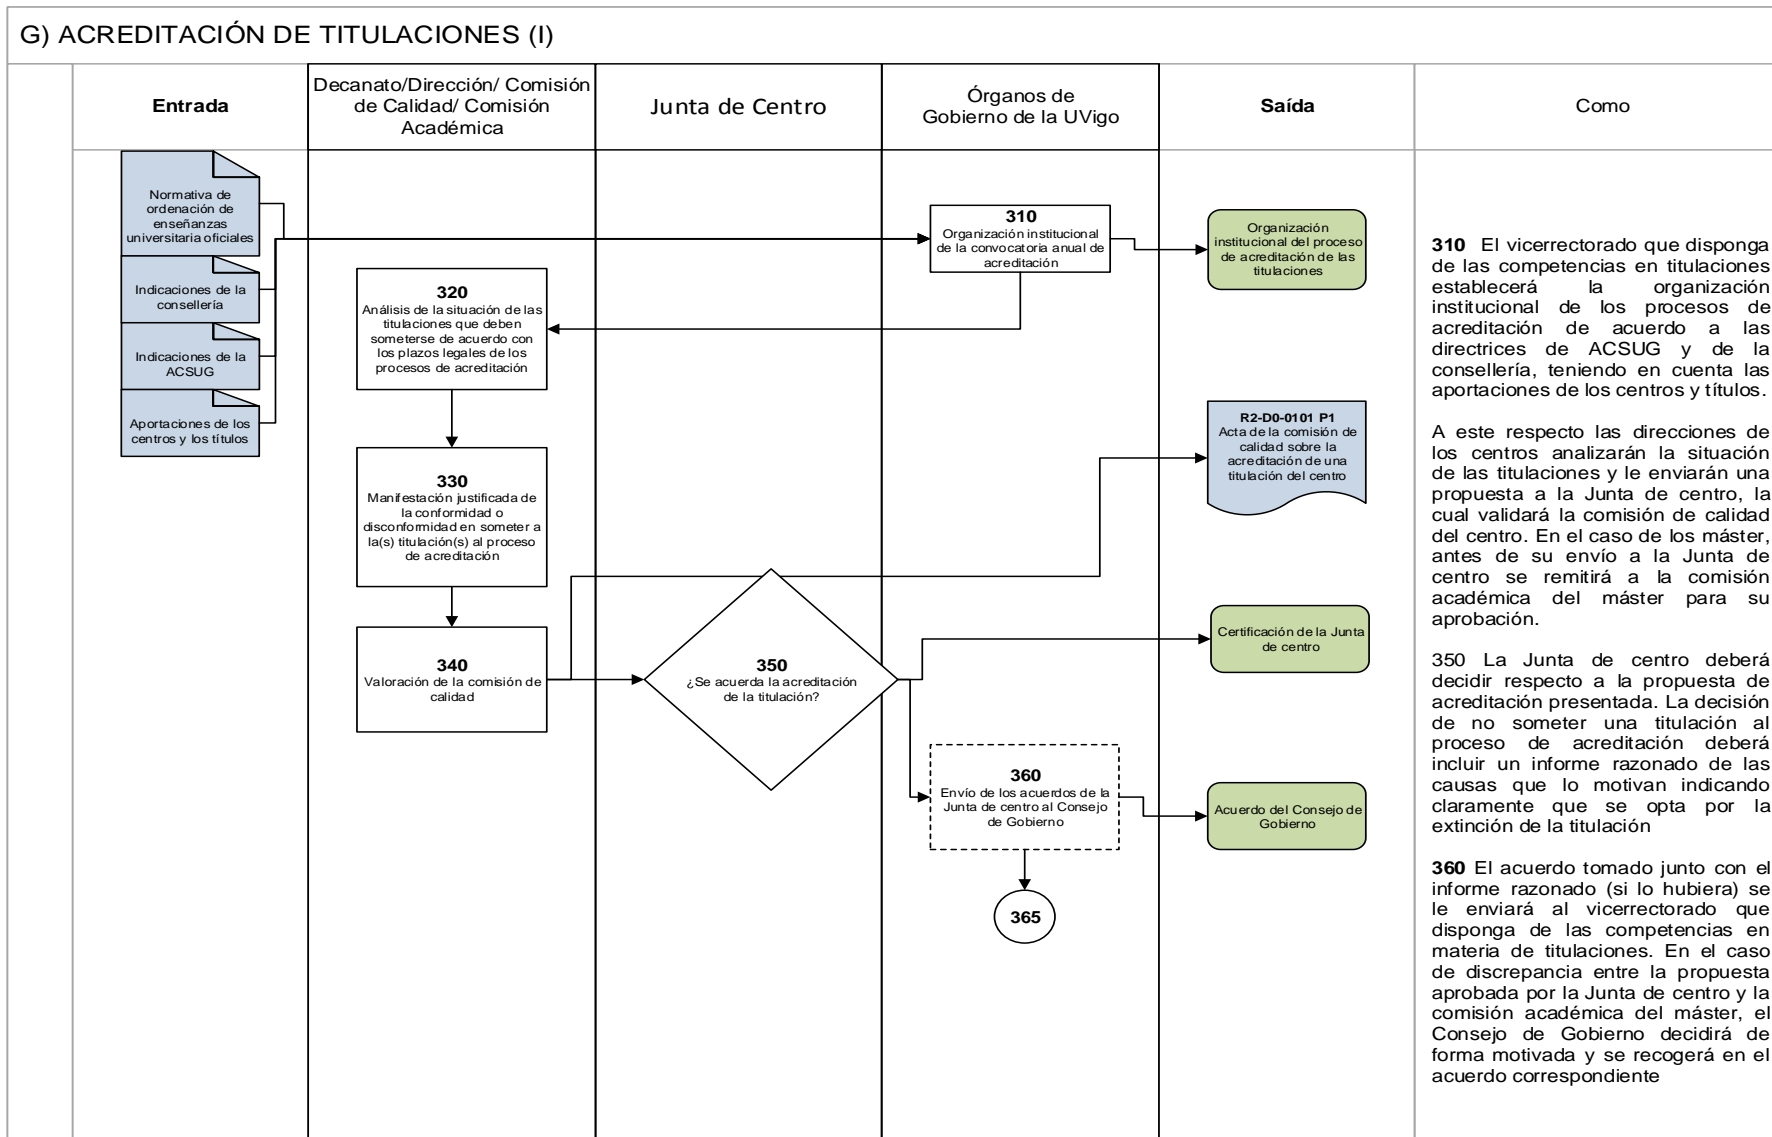 G) ACREDITACIÓN DE TITULACIONES (I)
Entrada
Decanato/Dirección/ Comisión
de Calidad/ Comisión
Académica
Junta de Centro
Órganos de
Gobierno de la UVigo
Saída
Como
Normativa de
ordenación de
enseñanzas
universitaria oficiales
Indicaciones de la
consellería
Indicaciones de la
ACSUG
Aportaciones de los
centros y los títulos
310
Organización institucional
de la convocatoria anual de
acreditación
Organización
institucional del proceso
de acreditación de las
titulaciones
320
Análisis de la situación de las
titulaciones que deben
someterse de acuerdo con
los plazos legales de los
procesos de acreditación
330
Manifestación justificada de
la conformidad o
disconformidad en someter a
la(s) titulación(s) al proceso
de acreditación
R2-D0-0101 P1
Acta de la comisión de
calidad sobre la
acreditación de una
titulación del centro
340
Valoración de la comisión de
calidad
350
¿Se acuerda la acreditación
de la titulación?
Certificación de la Junta
de centro
360
Envío de los acuerdos de la
Junta de centro al Consejo
de Gobierno
Acuerdo del Consejo de
Gobierno
365
310 El vicerrectorado que disponga
de las competencias en titulaciones
establecerá la organización
institucional de los procesos de
acreditación de acuerdo a las
directrices de ACSUG y de la
consellería, teniendo en cuenta las
aportaciones de los centros y títulos.
A este respecto las direcciones de
los centros analizarán la situación
de las titulaciones y le enviarán una
propuesta a la Junta de centro, la
cual validará la comisión de calidad
del centro. En el caso de los máster,
antes de su envío a la Junta de
centro se remitirá a la comisión
académica del máster para su
aprobación.
350 La Junta de centro deberá
decidir respecto a la propuesta de
acreditación presentada. La decisión
de no someter una titulación al
proceso de acreditación deberá
incluir un informe razonado de las
causas que lo motivan indicando
claramente que se opta por la
extinción de la titulación
360 El acuerdo tomado junto con el
informe razonado (si lo hubiera) se
le enviará al vicerrectorado que
disponga de las competencias en
materia de titulaciones. En el caso
de discrepancia entre la propuesta
aprobada por la Junta de centro y la
comisión académica del máster, el
Consejo de Gobierno decidirá de
forma motivada y se recogerá en el
acuerdo correspondiente